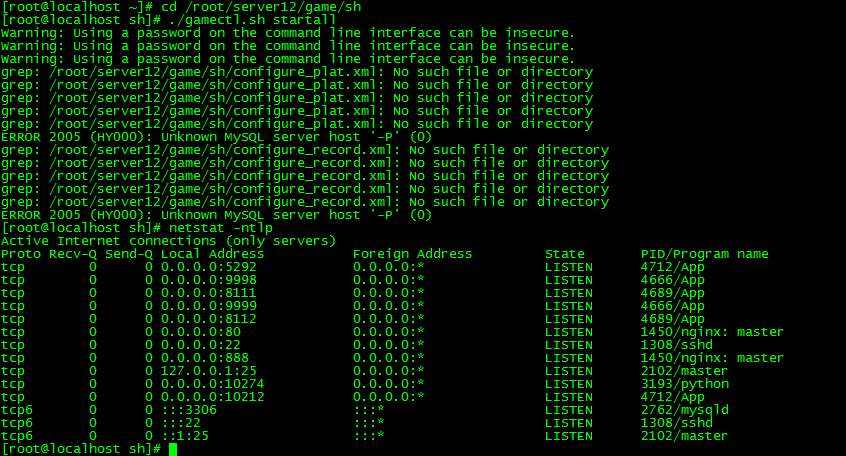 [root@localhost ~]# cd /root/server12/game/sh
[root@localhost sh]# ./gamectl.sh startall
Warning: Using a password on the command line interface can be insecure.
Warning: Using a password on the command line interface can be insecure.
Warning: Using a password on the command line interface can be insecure.
grep: /root/server12/game/sh/configure_plat.xml: No such file or directory
grep: /root/server12/game/sh/configure_plat.xml: No such file or directory
grep: /root/server12/game/sh/configure_plat.xml: No such file or directory
grep: /root/server12/game/sh/configure_plat.xml: No such file or directory
grep: /root/server12/game/sh/configure_plat.xml: No such file or directory
ERROR 2005 (HY000): Unknown MySQL server host '-P' (0)
grep: /root/server12/game/sh/configure_record.xml: No such file or directory
grep: /root/server12/game/sh/configure_record.xml: No such file or directory
grep: /root/server12/game/sh/configure_record.xml: No such file or directory
grep: /root/server12/game/sh/configure_record.xml: No such file or directory
grep: /root/server12/game/sh/configure_record.xml: No such file or directory
ERROR 2005 (HY000): Unknown MySQL server host '-P' (0)
[root@localhost sh]# netstat -ntlp
Active Internet connections (only servers)
Proto Recv-Q Send-Q Local Address           Foreign Address         State       PID/Program name
tcp        0      0 0.0.0.0:5292            0.0.0.0:*               LISTEN      4712/App
tcp        0      0 0.0.0.0:9998            0.0.0.0:*               LISTEN      4666/App
tcp        0      0 0.0.0.0:8111            0.0.0.0:*               LISTEN      4689/App
tcp        0      0 0.0.0.0:9999            0.0.0.0:*               LISTEN      4666/App
tcp        0      0 0.0.0.0:8112            0.0.0.0:*               LISTEN      4689/App
tcp        0      0 0.0.0.0:80              0.0.0.0:*               LISTEN      1450/nginx: master
tcp        0      0 0.0.0.0:22              0.0.0.0:*               LISTEN      1308/sshd
tcp        0      0 0.0.0.0:888             0.0.0.0:*               LISTEN      1450/nginx: master
tcp        0      0 127.0.0.1:25            0.0.0.0:*               LISTEN      2102/master
tcp        0      0 0.0.0.0:10274           0.0.0.0:*               LISTEN      3193/python
tcp        0      0 0.0.0.0:10212           0.0.0.0:*               LISTEN      4712/App
tcp6       0      0 :::3306                 :::*                    LISTEN      2762/mysqld
tcp6       0      0 :::22                   :::*                    LISTEN      1308/sshd
tcp6       0      0 ::1:25                  :::*                    LISTEN      2102/master
[root@localhost sh]#